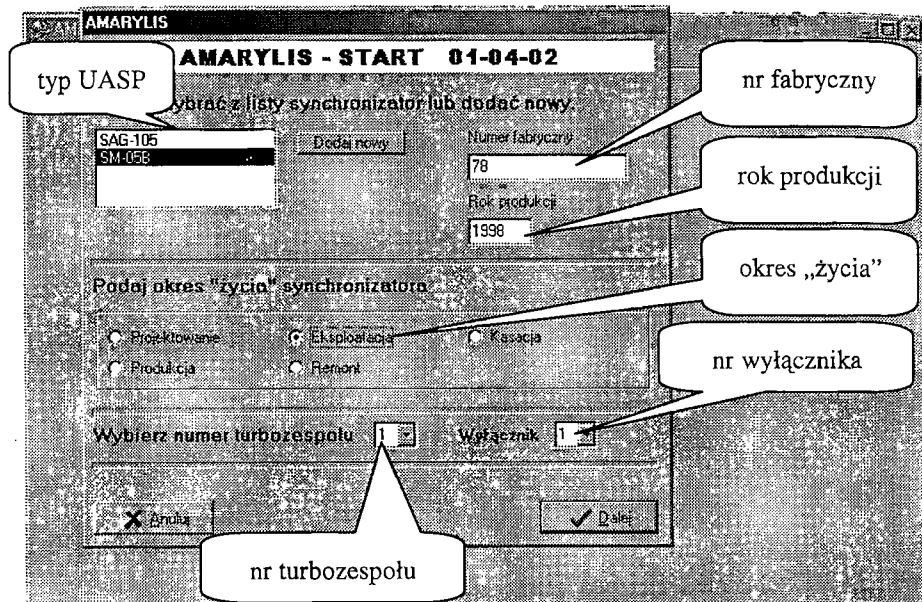 AMARYLIS
AMARYLIS - START 01-04-02
typ UASP
ybrać z listy synchronizator lub dodać nowy.
nr fabryczny
SAG-105
SM-05B
Dodaj nowy
Numer fabryczny
78
rok produkcji
Rok produkcji
1998
okres „życia”
Podaj okres "życia" synchronizatora
Projektowanie
Eksploatacja
Kasacja
Produkcja
Remont
nr wyłącznika
Wybierz numer turbozespołu 1
Wyłącznik 1
Anuluj
Dalej
nr turbozespołu